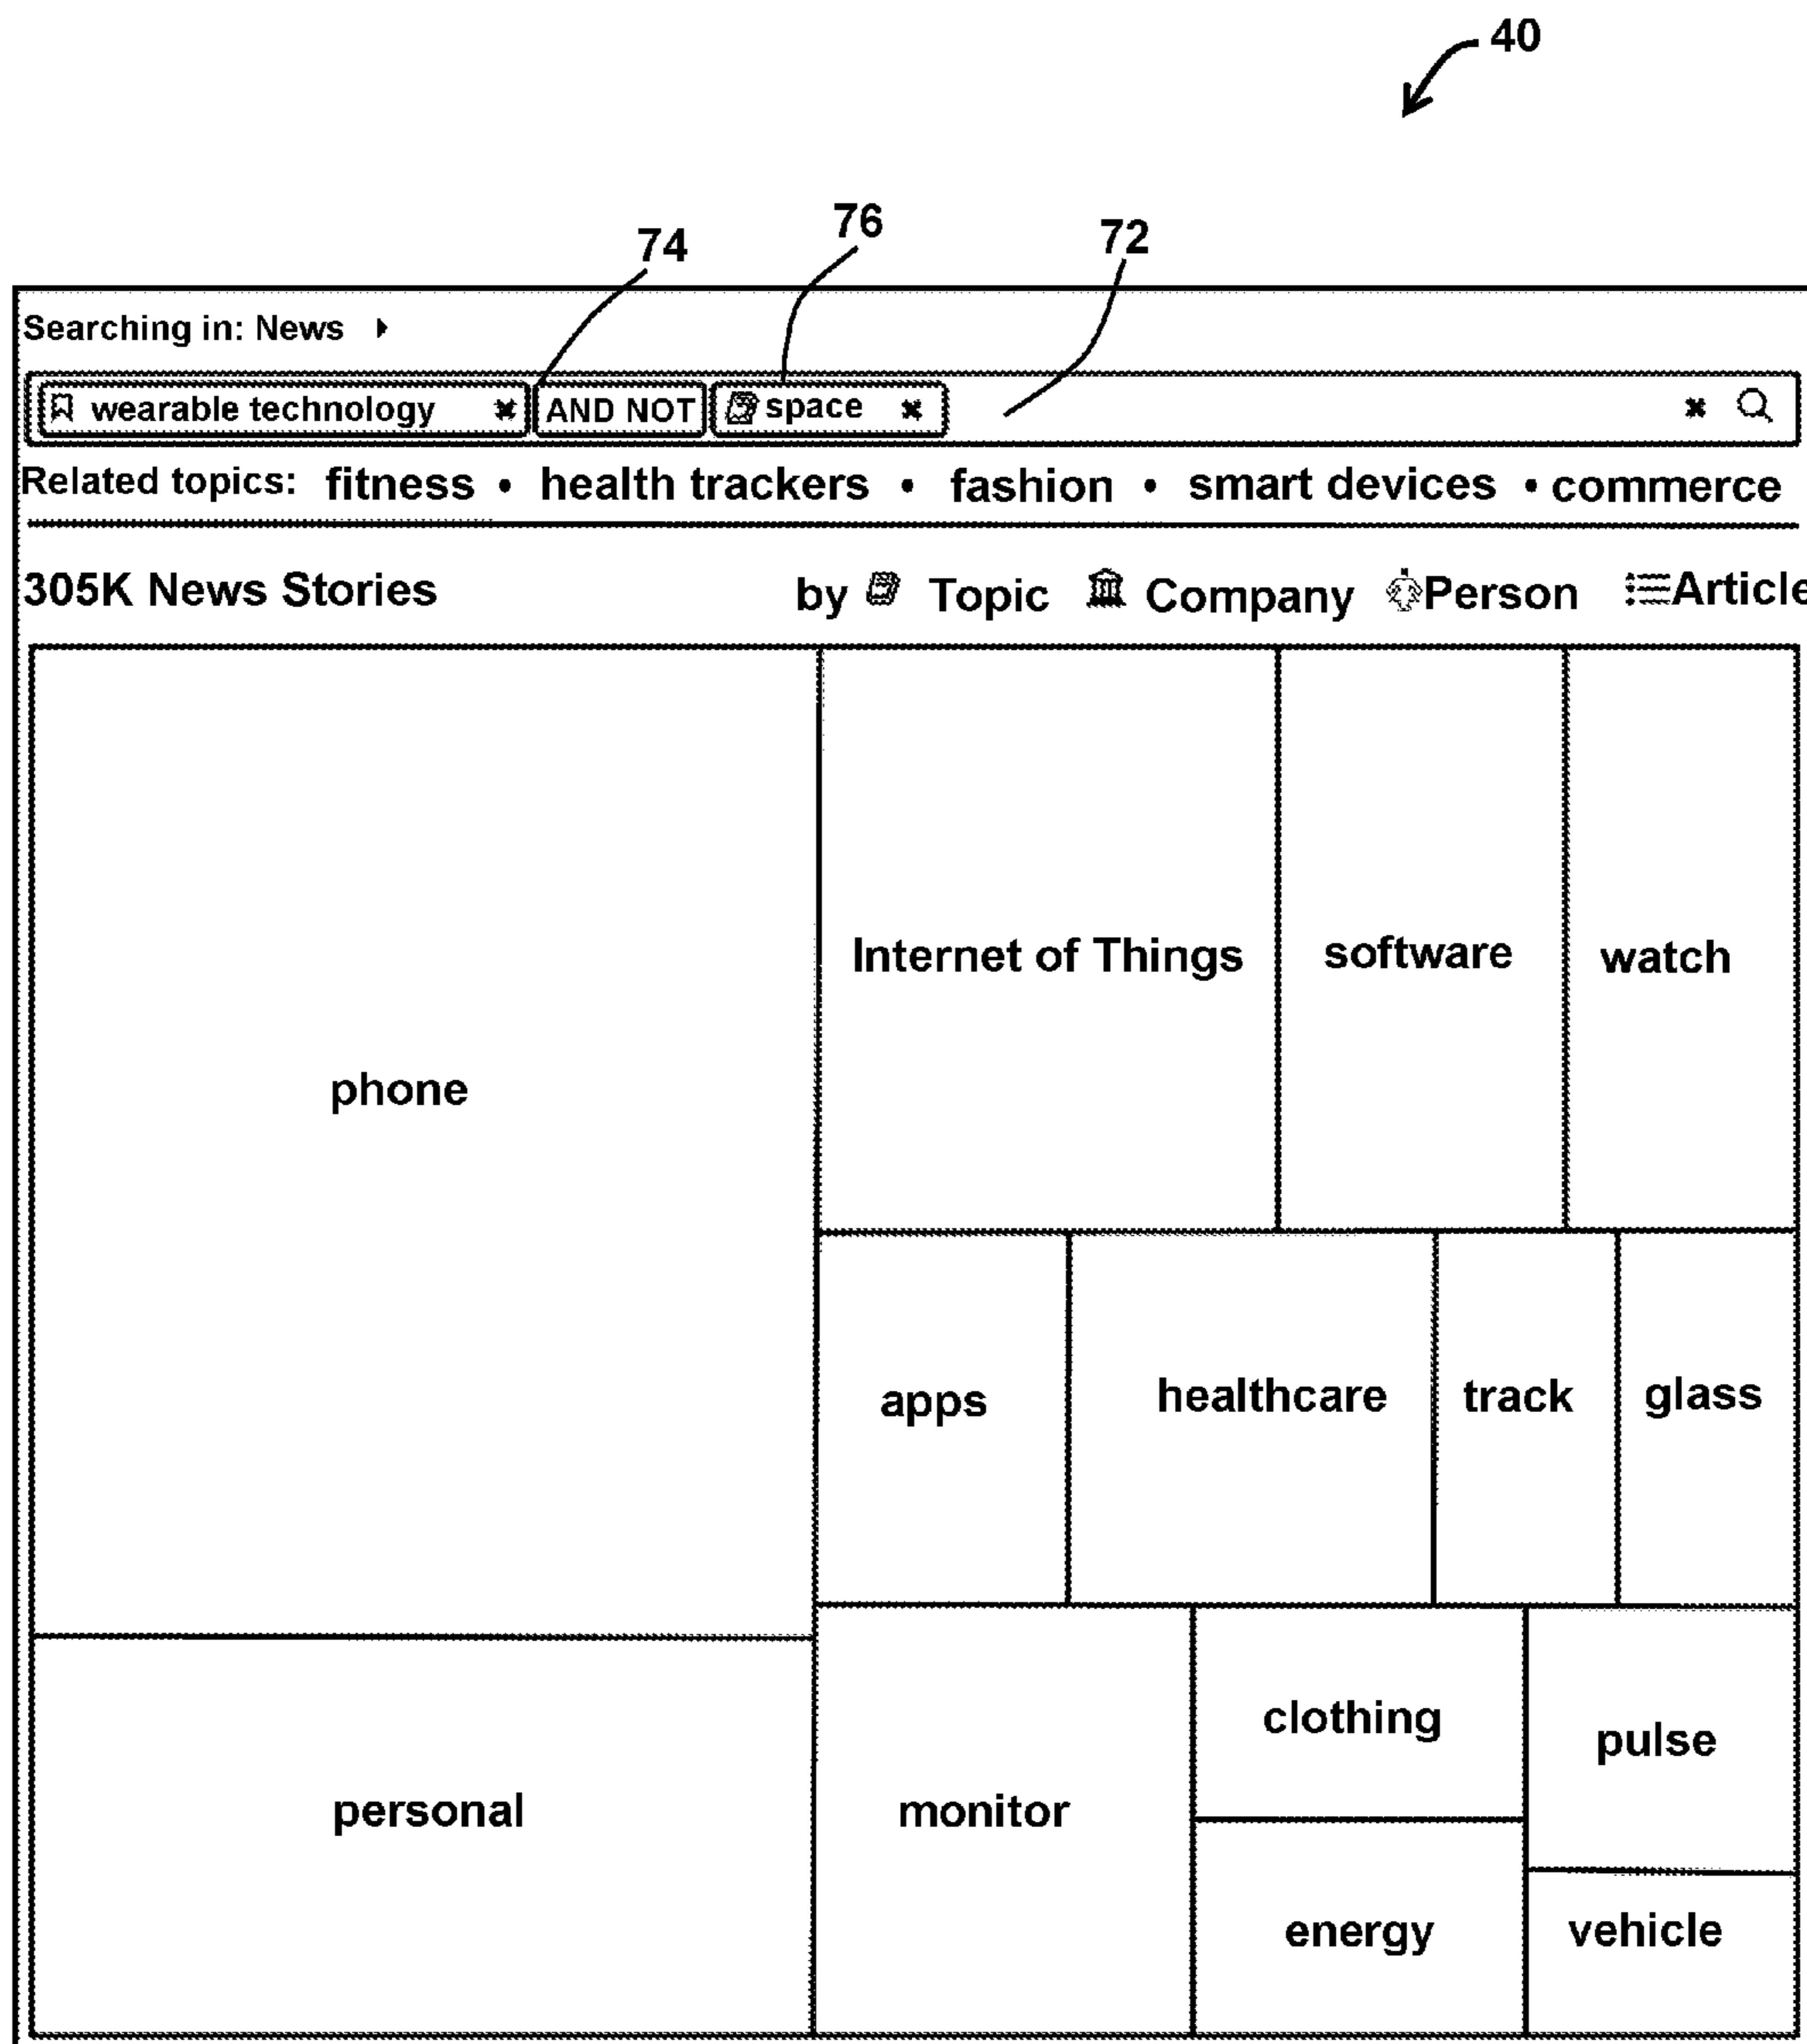 40
74 76 72
Searching in: News
wearable technology AND NOT space
Related topics: fitness • health trackers • fashion • smart devices • commerce
305K News Stories by Topic Company Person Article
phone
Internet of Things software watch
apps healthcare track glass
personal
monitor
clothing
pulse
energy
vehicle